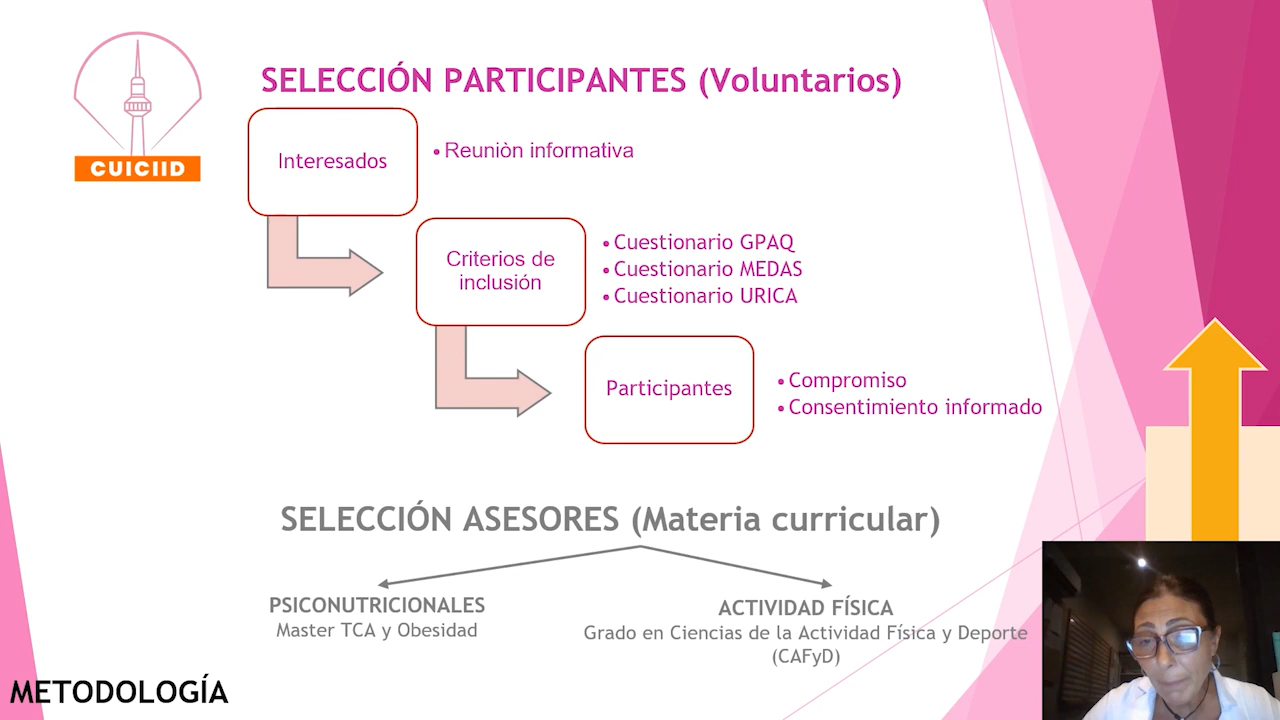 CUICIID
SELECCIÓN PARTICIPANTES (Voluntarios)
Interesados
• Reuniòn informativa
Criterios de
inclusión
• Cuestionario GPAQ
• Cuestionario MEDAS
• Cuestionario URICA
Participantes
• Compromiso
• Consentimiento informado
SELECCIÓN ASESORES (Materia curricular)
PSICONUTRICIONALES
Master TCA y Obesidad
ACTIVIDAD FÍSICA
Grado en Ciencias de la Actividad Física y Deporte
(CAFyD)
METODOLOGÍA